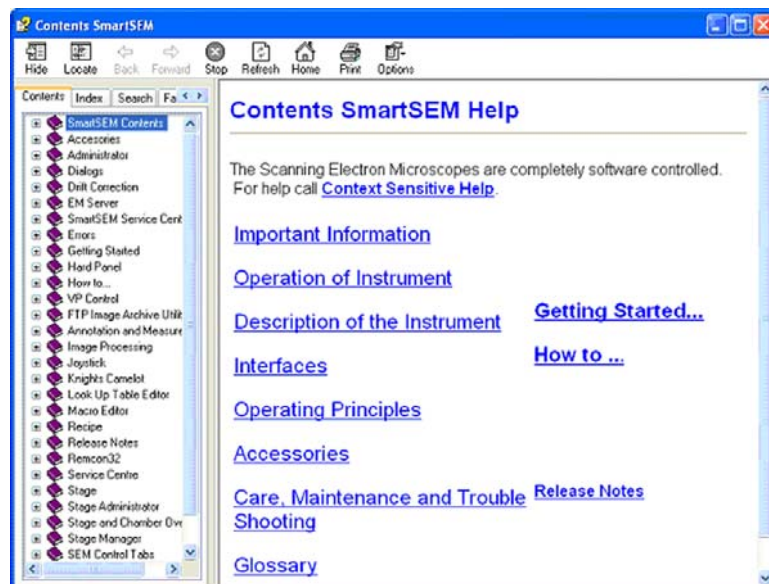 Contents SmartSEM
Hide Locate Back Forward Stop Refresh Home Print Options
Contents Index Search Fa
SmartSEM Contents
Accesories
Administrator
Dialogs
Drift Correction
EM Server
SmartSEM Service Cent
Errors
Getting Started
Hard Panel
How to...
VP Control
FTP Image Archive Utili
Annotation and Measure
Image Processing
Joystick
Knights Camelot
Look Up Table Editor
Macro Editor
Recipe
Release Notes
Remcon32
Service Centre
Stage
Stage Administrator
Stage and Chamber Ove
Stage Manager
SEM Control Tabs
Contents SmartSEM Help
The Scanning Electron Microscopes are completely software controlled.
For help call Context Sensitive Help.
Important Information
Operation of Instrument
Description of the Instrument
Interfaces
Operating Principles
Accessories
Care, Maintenance and Trouble
Shooting
Glossary
Getting Started...
How to ...
Release Notes